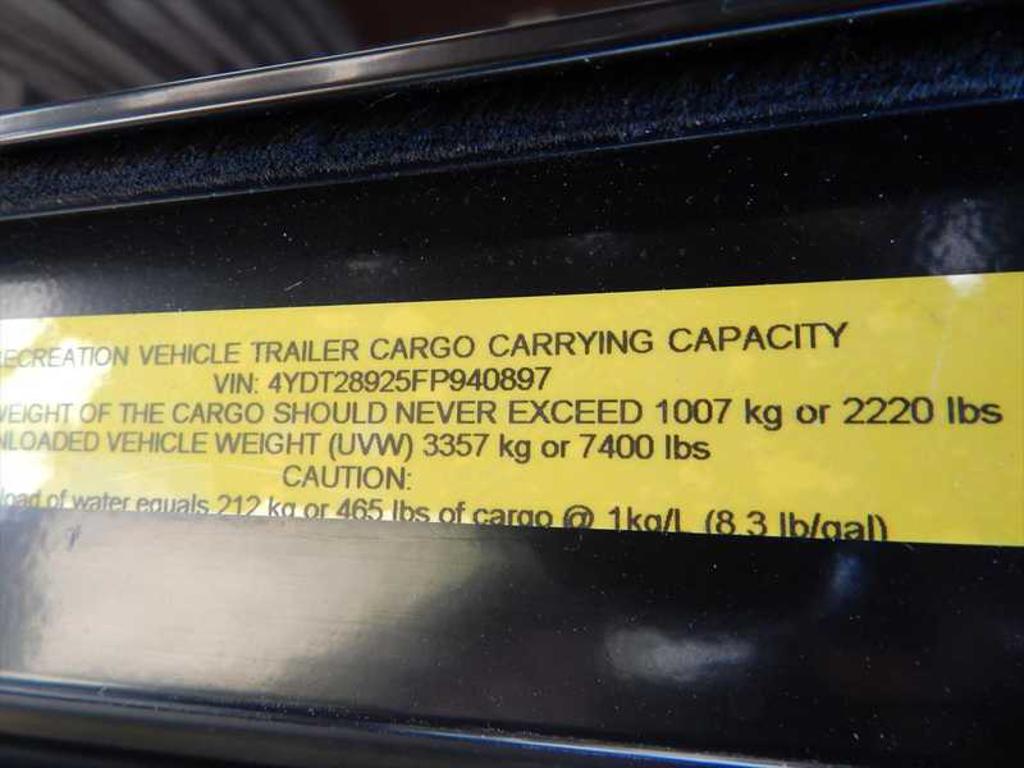 RECREATION VEHICLE TRAILER CARGO CARRYING CAPACITY
VIN: 4YDT28925FP940897
WEIGHT OF THE CARGO SHOULD NEVER EXCEED 1007 kg or 2220 lbs
NLOADED VEHICLE WEIGHT (UVW) 3357 kg or 7400 lbs
CAUTION:
load of water equals 212 kg or 465 lbs of cargo @ 1kg/L (8.3 lb/gal)